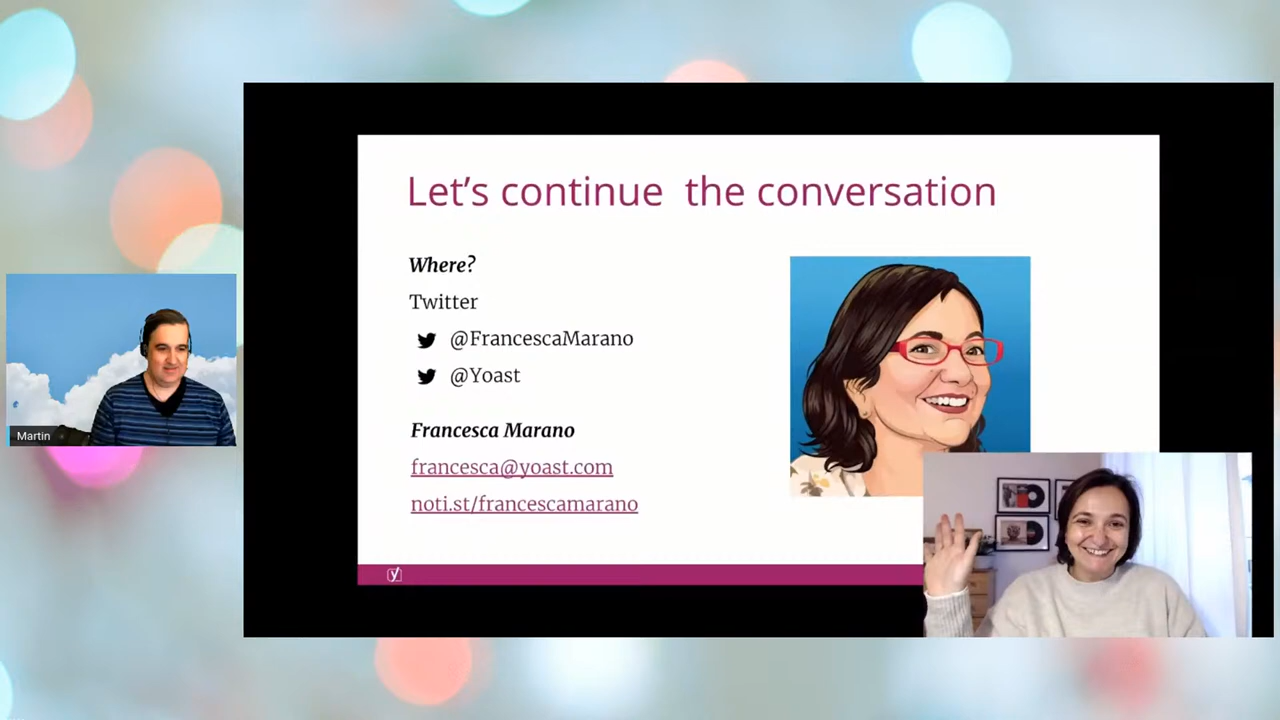 Let's continue  the conversation
Where?
Twitter
@FrancescaMarano
@Yoast
Francesca Marano
francesca@yoast.com
noti.st/francescamarano
y
Martin